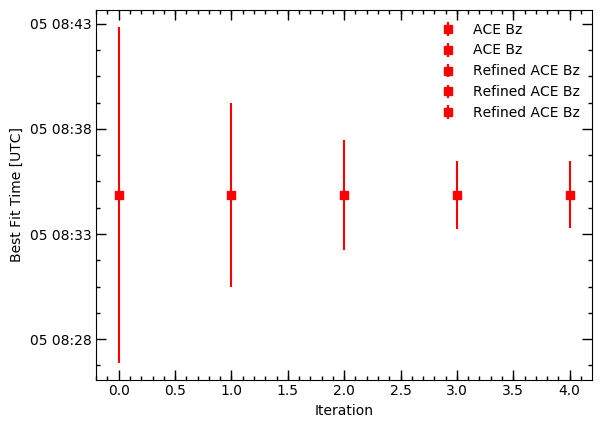 05 08:43
05 08:38
05 08:33
05 08:28
Best Fit Time [UTC]
ACE Bz
ACE Bz
Refined ACE Bz
Refined ACE Bz
Refined ACE Bz
0.0 0.5 1.0 1.5 2.0 2.5 3.0 3.5 4.0
Iteration